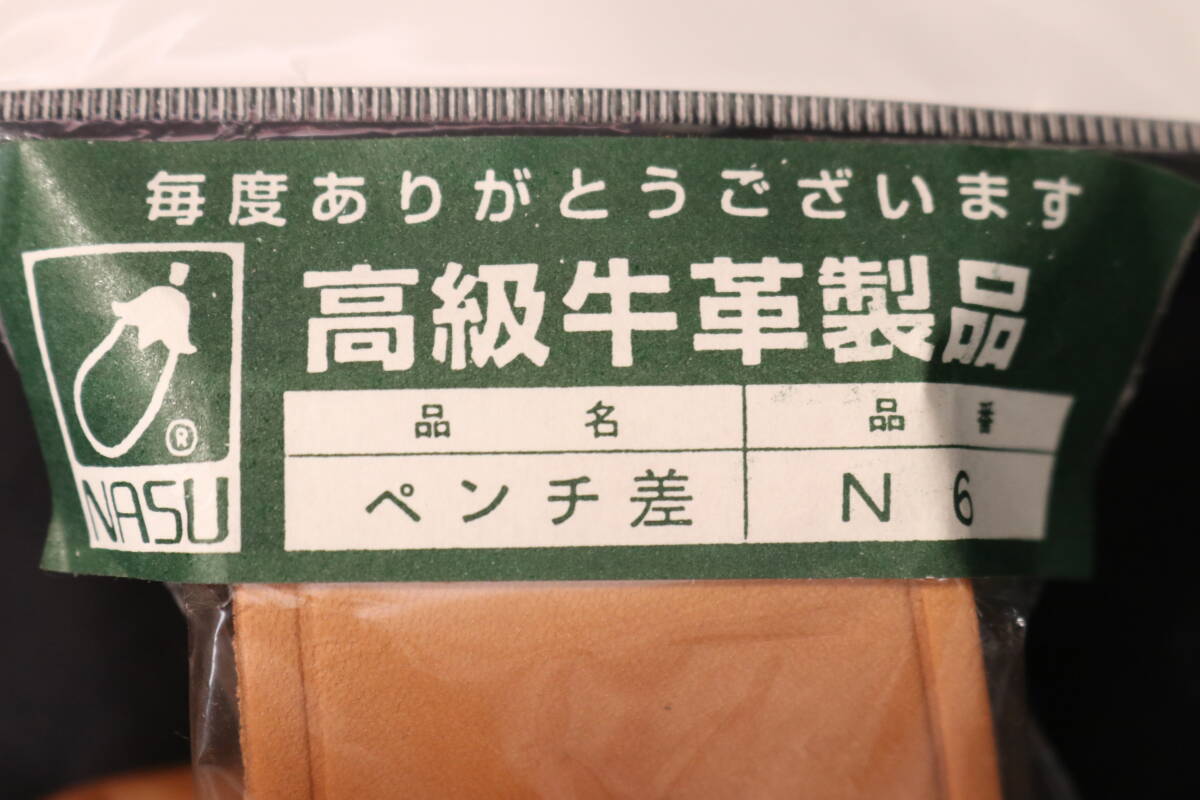 毎度ありがとうございます
高級牛革製品
®
NASU
品名 品番
ペンチ差 N 6